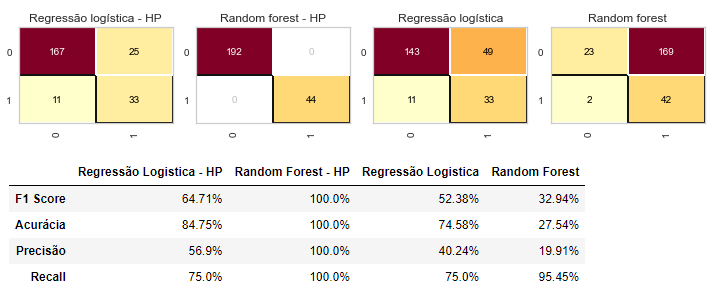 Regressão logística - HP Random forest - HP Regressão logística Random forest
0 167 25 0 192 0 0 143 49 0 23 169
1 11 33 1 0 44 1 11 33 1 2 42
0 1 0 1 0 1 0 1
Regressão Logistica - HP Random Forest - HP Regressão Logistica Random Forest
F1 Score 64.71% 100.0% 52.38% 32.94%
Acurácia 84.75% 100.0% 74.58% 27.54%
Precisão 56.9% 100.0% 40.24% 19.91%
Recall 75.0% 100.0% 75.0% 95.45%